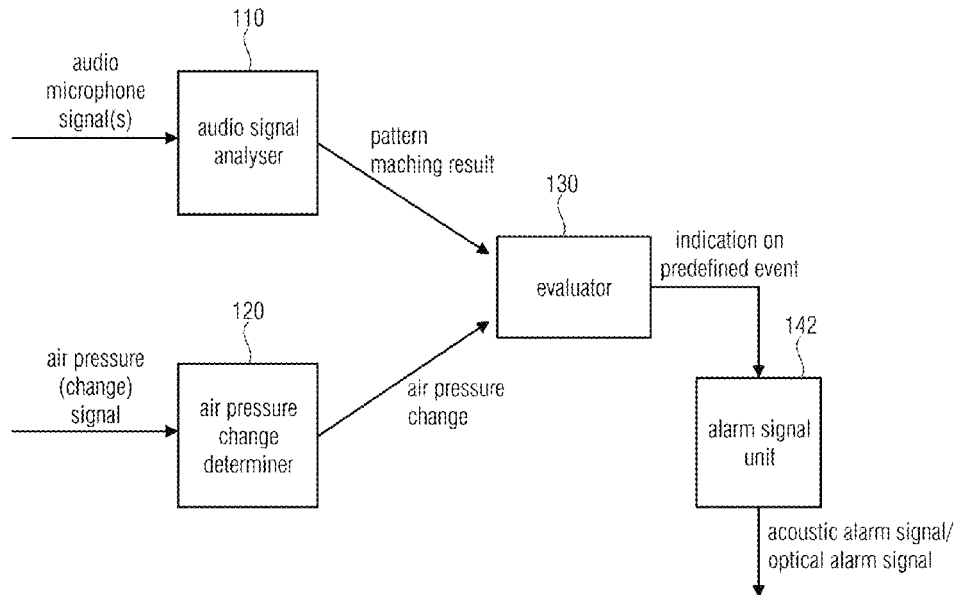 110
audio
microphone
signal(s)
audio signal
analyser
pattern
maching result
130
indication on
predefined event
evaluator
120
142
air pressure
(change)
signal
air pressure
change
determiner
air pressure
change
alarm signal
unit
acoustic alarm signal/
optical alarm signal